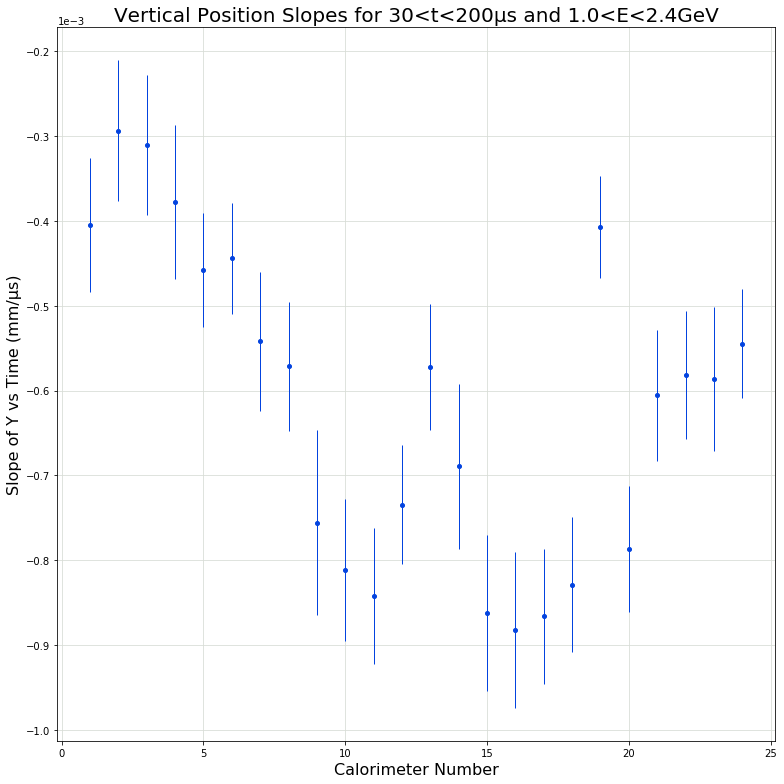 Vertical Position Slopes for 30<t<200μs and 1.0<E<2.4GeV
1e−3
−0.2
−0.3
−0.4
−0.5
−0.6
−0.7
−0.8
−0.9
−1.0
Slope of Y vs Time (mm/μs)
0 5 10 15 20 25
Calorimeter Number